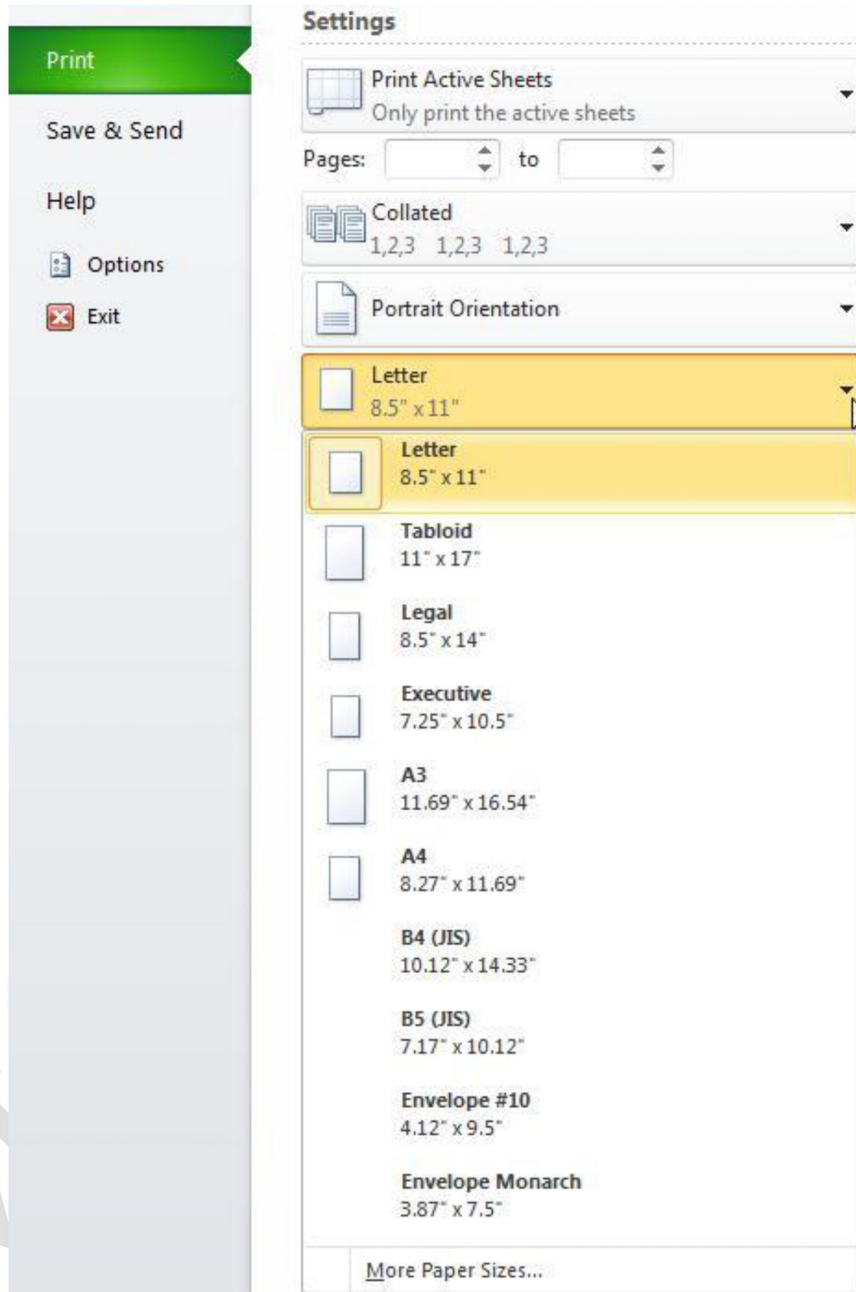 Settings
Print
Print Active Sheets
Only print the active sheets
Save & Send
Pages: to
Help
Collated
1,2,3 1,2,3 1,2,3
Options
Portrait Orientation
Exit
Letter
8.5" x 11"
Letter
8.5" x 11"
Tabloid
11" x 17"
Legal
8.5" x 14"
Executive
7.25" x 10.5"
A3
11.69" x 16.54"
A4
8.27" x 11.69"
B4 (JIS)
10.12" x 14.33"
B5 (JIS)
7.17" x 10.12"
Envelope #10
4.12" x 9.5"
Envelope Monarch
3.87" x 7.5"
More Paper Sizes...